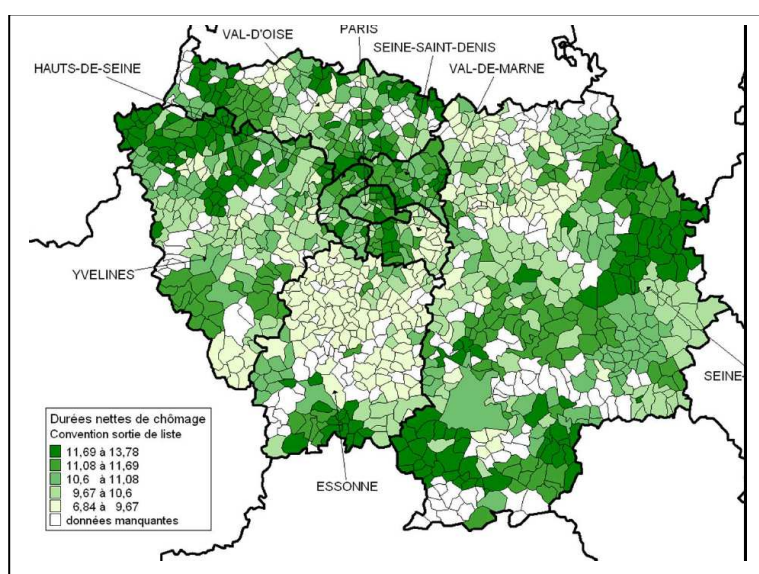 PARIS
VAL-D'OISE
SEINE-SAINT-DENIS
HAUTS-DE-SEINE
VAL-DE-MARNE
YVELINES
SEINE-
ESSONNE
Durées nettes de chômage
Convention sortie de liste
11,69 à 13,78
11,08 à 11,69
10,6 à 11,08
9,67 à 10,6
6,84 à 9,67
données manquantes